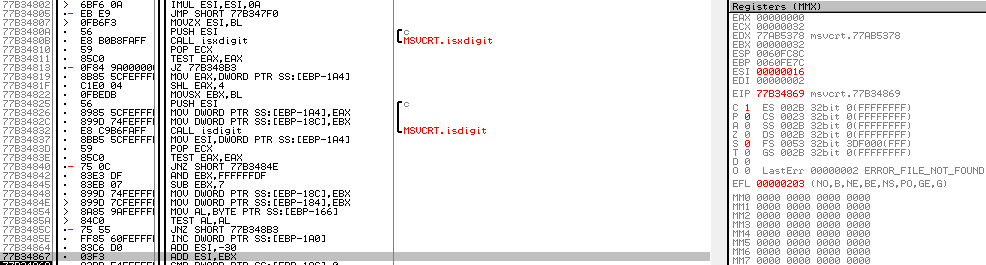 77B34802 > 6BF6 0A IMUL ESI,ESI,0A
77B34805 .- EB E9 JMP SHORT 77B347F0
77B34807 > 0FB6F3 MOVZX ESI,BL
77B3480A . 56 PUSH ESI c
77B3480B . E8 B0B8FAFF CALL isxdigit MSVCRT.isxdigit
77B34810 . 59 POP ECX
77B34811 . 85C0 TEST EAX,EAX
77B34813 .- 0F84 9A000000 JZ 77B348B3
77B34819 . 8B85 5CFEFFFF MOV EAX,DWORD PTR SS:[EBP-1A4]
77B3481F . C1E0 04 SHL EAX,4
77B34822 . 0FBEDB MOVSX EBX,BL
77B34825 . 56 PUSH ESI c
77B34826 . 8985 5CFEFFFF MOV DWORD PTR SS:[EBP-1A4],EAX
77B3482C . 899D 74FEFFFF MOV DWORD PTR SS:[EBP-18C],EBX
77B34832 . E8 C9B6FAFF CALL isdigit MSVCRT.isdigit
77B34837 . 8BB5 5CFEFFFF MOV ESI,DWORD PTR SS:[EBP-1A4]
77B3483D . 59 POP ECX
77B3483E . 85C0 TEST EAX,EAX
77B34840 .- 75 0C JNZ SHORT 77B3484E
77B34842 . 83E3 DF AND EBX,FFFFFFDF
77B34845 . 83EB 07 SUB EBX,7
77B34848 . 899D 74FEFFFF MOV DWORD PTR SS:[EBP-18C],EBX
77B3484E > 899D 7CFEFFFF MOV DWORD PTR SS:[EBP-184],EBX
77B34854 . 8A85 9AFEFFFF MOV AL,BYTE PTR SS:[EBP-166]
77B3485A > 84C0 TEST AL,AL
77B3485C .- 75 55 JNZ SHORT 77B348B3
77B3485E . FF85 60FEFFFF INC DWORD PTR SS:[EBP-1A0]
77B34864 . 83C6 D0 ADD ESI,-30
77B34867 . 03F3 ADD ESI,EBX
Registers (MMX)
EAX 00000000
ECX 00000032
EDX 77AB5378 msvcrt.77AB5378
EBX 00000032
ESP 0060FC8C
EBP 0060FE7C
ESI 00000016
EDI 00000002
EIP 77B34869 msvcrt.77B34869
C 1 ES 002B 32bit 0(FFFFFFFF)
P 0 CS 0023 32bit 0(FFFFFFFF)
A 0 SS 002B 32bit 0(FFFFFFFF)
Z 0 DS 002B 32bit 0(FFFFFFFF)
S 0 FS 0053 32bit 3DF000(FFF)
T 0 GS 002B 32bit 0(FFFFFFFF)
D 0
O 0 LastErr 00000002 ERROR_FILE_NOT_FOUND
EFL 00000203 (NO,B,NE,BE,NS,PO,GE,G)
MM0 0000 0000 0000 0000
MM1 0000 0000 0000 0000
MM2 0000 0000 0000 0000
MM3 0000 0000 0000 0000
MM4 0000 0000 0000 0000
MM5 0000 0000 0000 0000
MM6 0000 0000 0000 0000
MM7 0000 0000 0000 0000